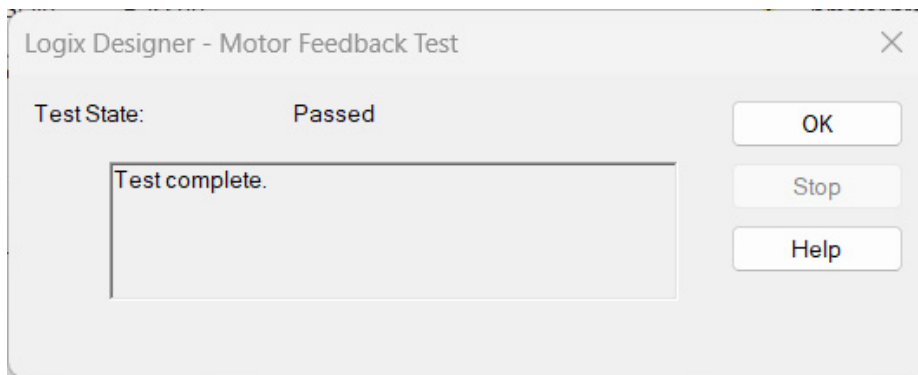 Logix Designer - Motor Feedback Test
Test State: Passed
OK
Test complete.
Stop
Help